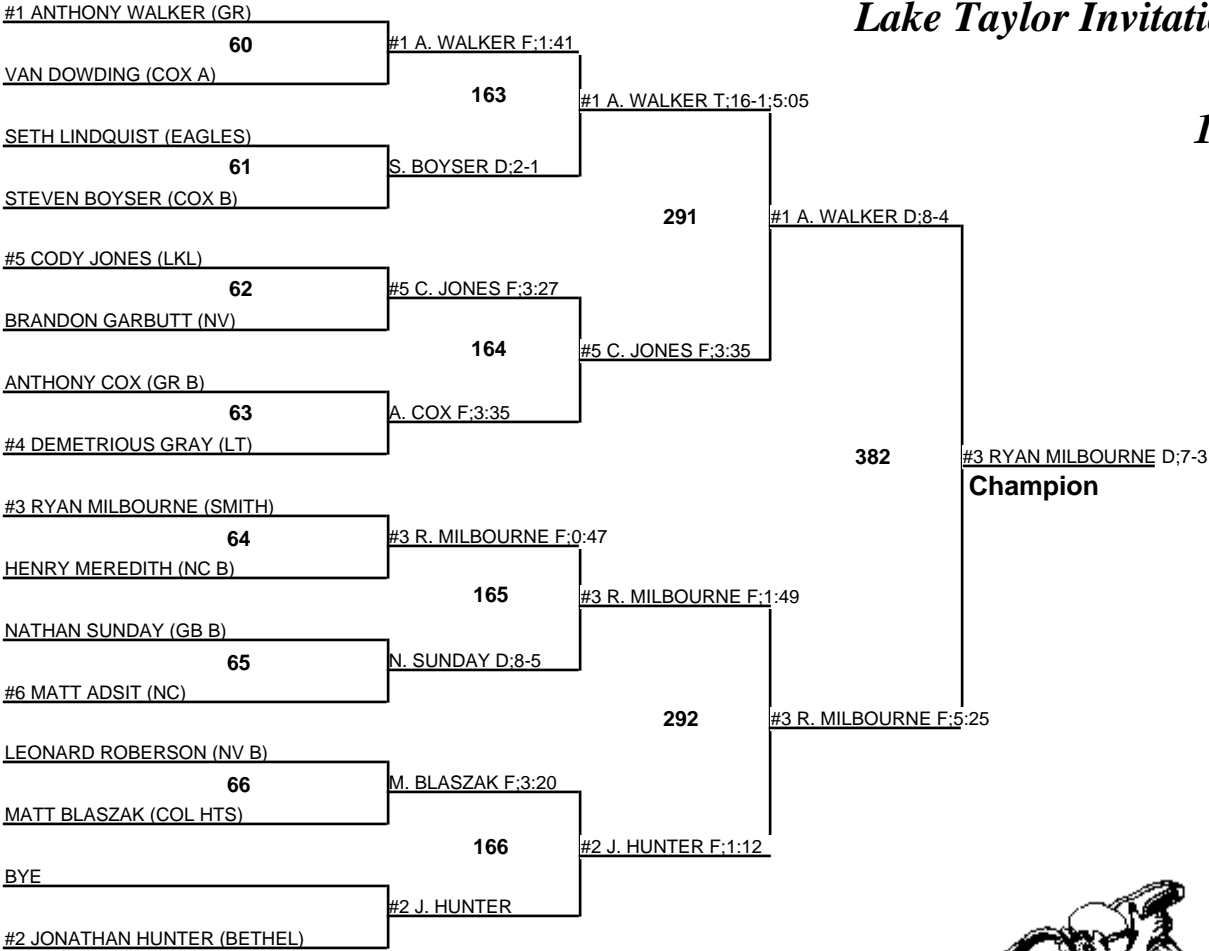 #1 ANTHONY WALKER (GR)
Lake Taylor Invitati
60
#1 A. WALKER F;1:41
VAN DOWDING (COX A)
163
#1 A. WALKER T;16-1;5:05
SETH LINDQUIST (EAGLES)
1
61
S. BOYSER D;2-1
STEVEN BOYSER (COX B)
291
#1 A. WALKER D;8-4
#5 CODY JONES (LKL)
62
#5 C. JONES F;3:27
BRANDON GARBUTT (NV)
164
#5 C. JONES F;3:35
ANTHONY COX (GR B)
63
A. COX F;3:35
#4 DEMETRIOUS GRAY (LT)
382
#3 RYAN MILBOURNE D;7-3
Champion
#3 RYAN MILBOURNE (SMITH)
64
#3 R. MILBOURNE F;0:47
HENRY MEREDITH (NC B)
165
#3 R. MILBOURNE F;1:49
NATHAN SUNDAY (GB B)
65
N. SUNDAY D;8-5
#6 MATT ADSIT (NC)
292
#3 R. MILBOURNE F;5:25
LEONARD ROBERSON (NV B)
66
M. BLASZAK F;3:20
MATT BLASZAK (COL HTS)
166
#2 J. HUNTER F;1:12
BYE
#2 J. HUNTER
#2 JONATHAN HUNTER (BETHEL)